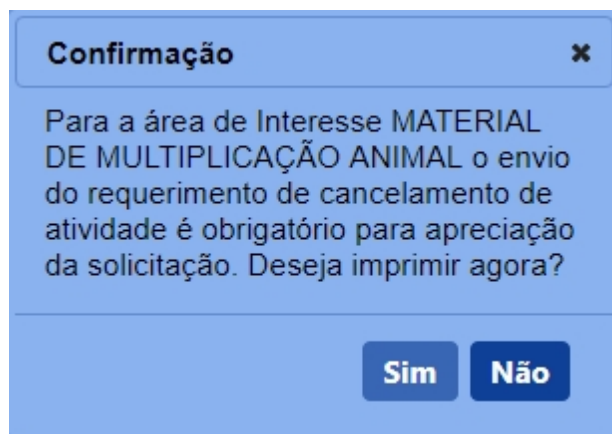 Confirmação ×
Para a área de Interesse MATERIAL
DE MULTIPLICAÇÃO ANIMAL o envio
do requerimento de cancelamento de
atividade é obrigatório para apreciação
da solicitação. Deseja imprimir agora?
Sim Não